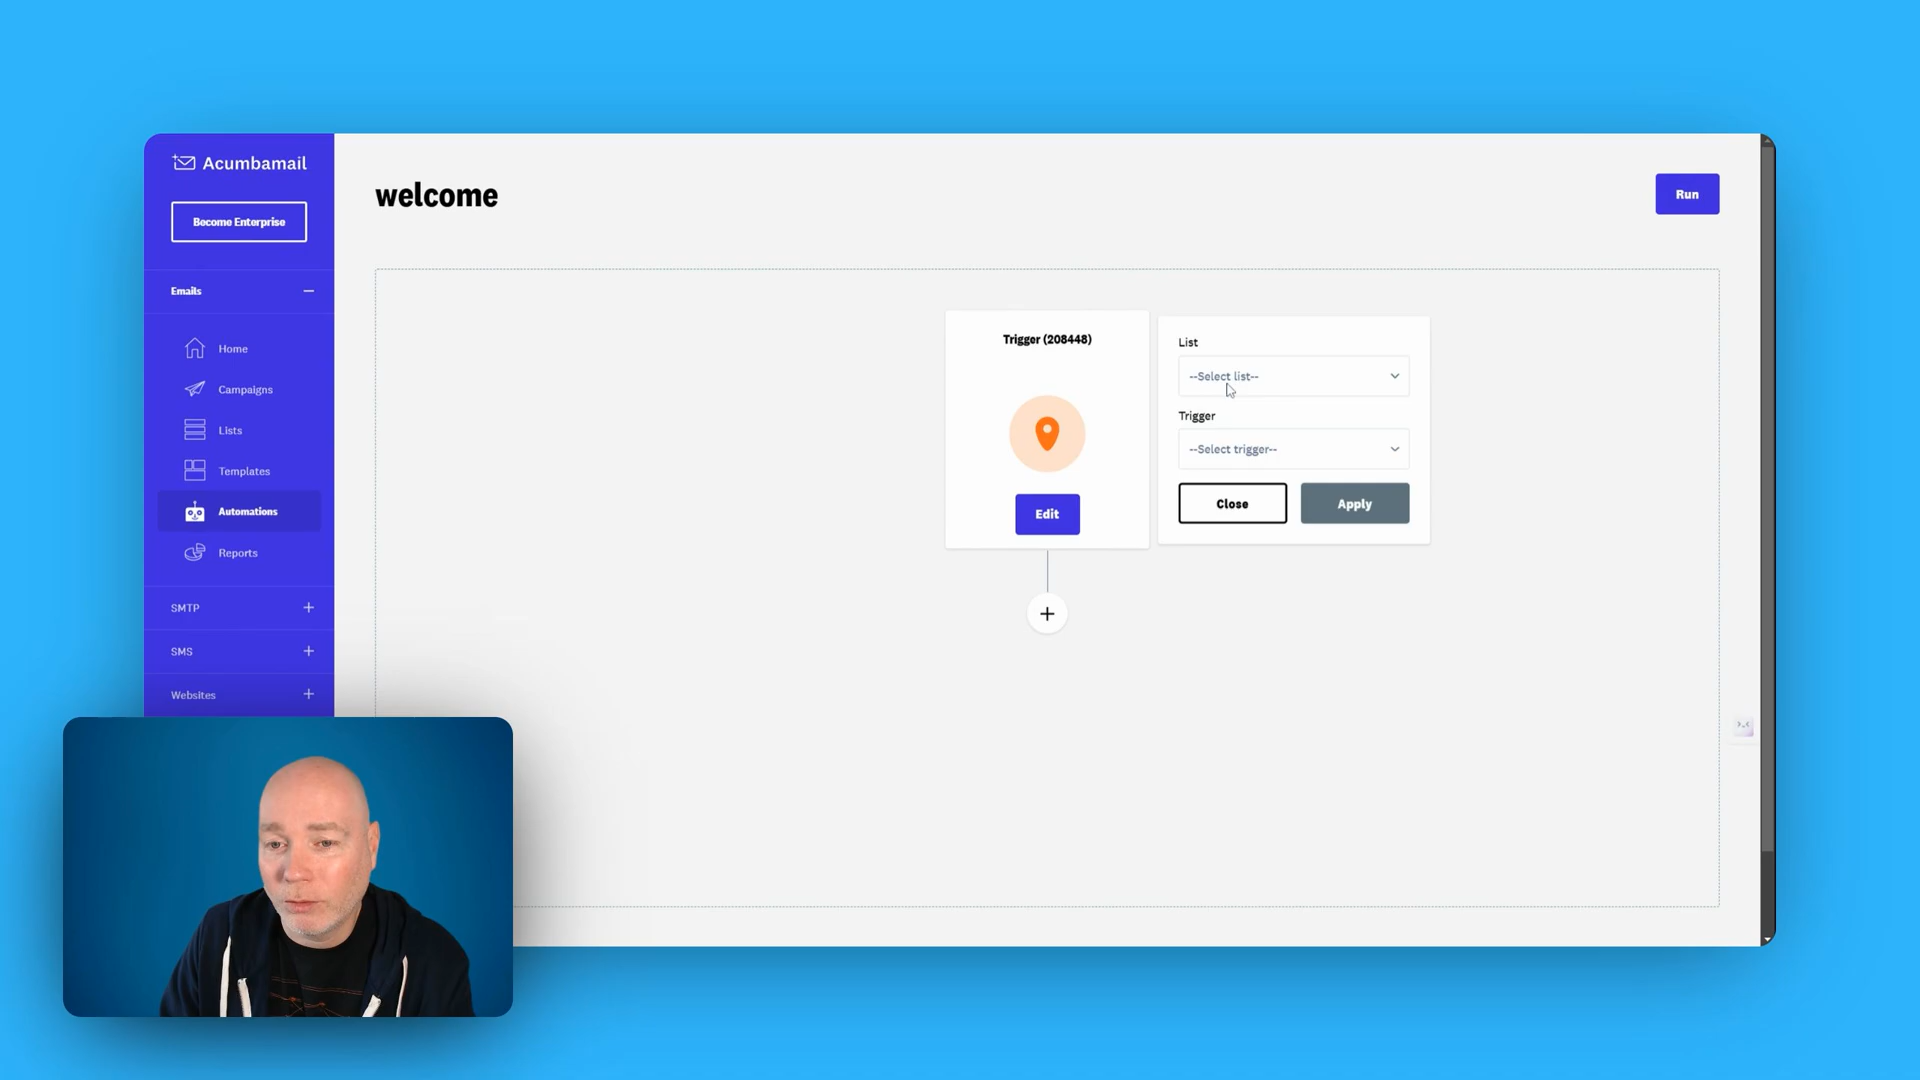 Acumbamail
Become Enterprise
Emails
Home
Campaigns
Lists
Templates
Automations
Reports
SMTP
SMS
Websites
welcome
Run
Trigger (208448)
Edit
List
--Select list--
Trigger
--Select trigger--
Close
Apply